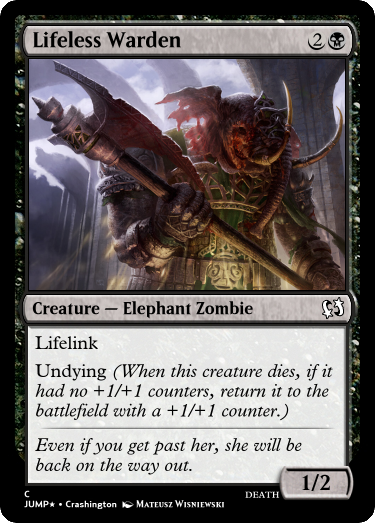 Lifeless Warden 2
Creature — Elephant Zombie
Lifelink
Undying (When this creature dies, if it
had no +1/+1 counters, return it to the
battlefield with a +1/+1 counter.)
Even if you get past her, she will be
back on the way out.
1/2
C DEATH
JUMP★ • Crashington Mateusz Wisniewski